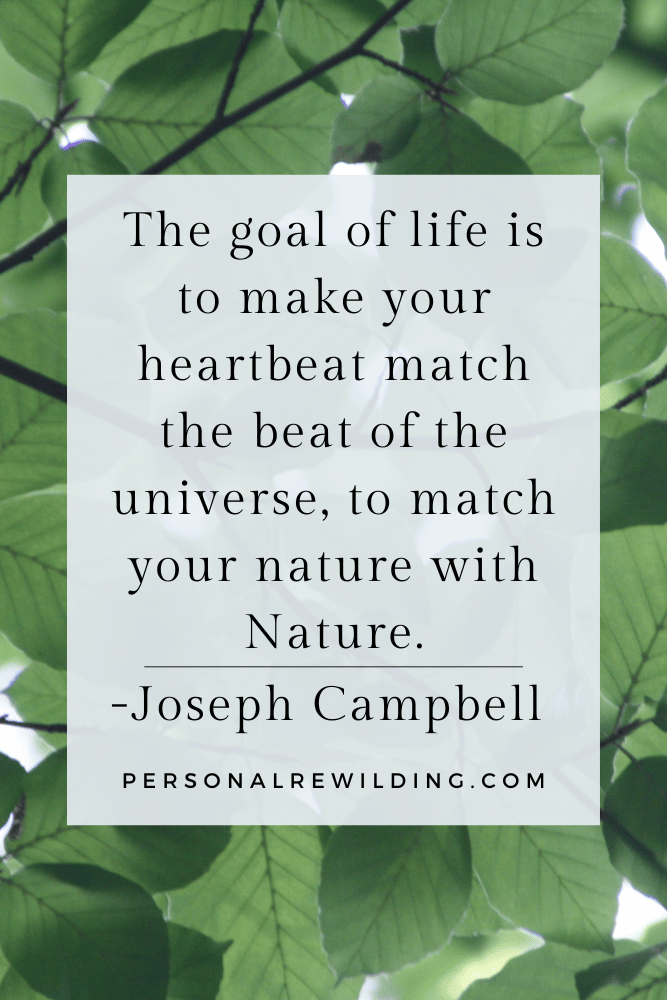 The goal of life is
to make your
heartbeat match
the beat of the
universe, to match
your nature with
Nature.
-Joseph Campbell
PERSONALREWILDING.COM